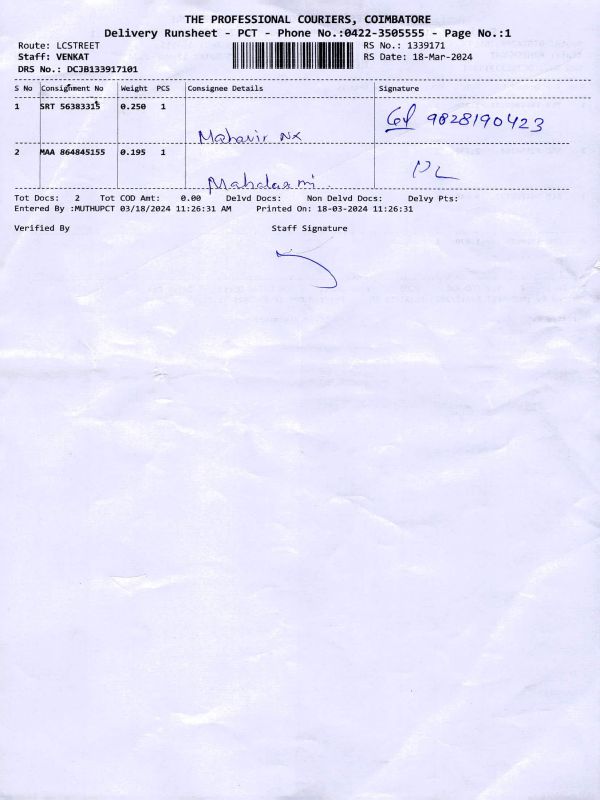 THE PROFESSIONAL COURIERS, COIMBATORE
Delivery Runsheet - PCT - Phone No.:0422-3505555 - Page No.:1
Route: LCSTREET RS No.: 1339171
Staff: VENKAT RS Date: 18-Mar-2024
DRS No.: DCJB133917101
S No Consignment No Weight PCS Consignee Details Signature
1 SRT 56383315 0.250 1 9828190423
Mahavir NX
2 MAA 864845155 0.195 1
Mahalaxmi
Tot Docs: 2 Tot COD Amt: 0.00 Delvd Docs: Non Delvd Docs: Delvy Pts:
Entered By :MUTHUPCT 03/18/2024 11:26:31 AM Printed On: 18-03-2024 11:26:31
Verified By Staff Signature